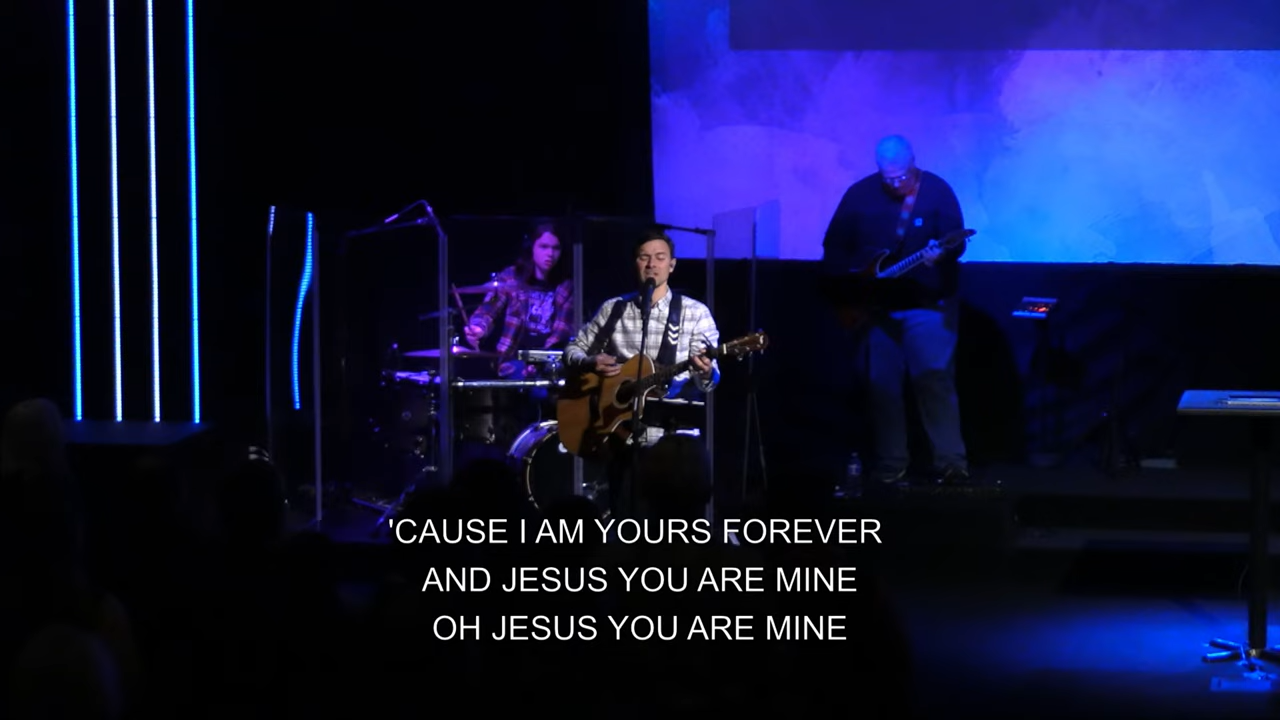 'CAUSE I AM YOURS FOREVER
AND JESUS YOU ARE MINE
OH JESUS YOU ARE MINE